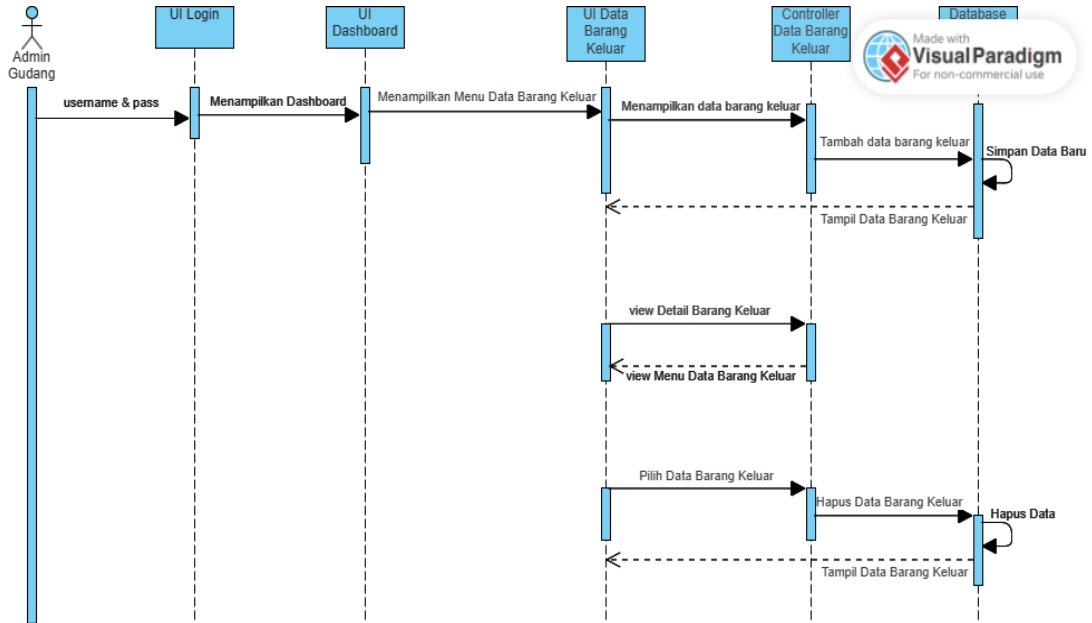 UI Login
UI
Dashboard
UI Data
Barang
Keluar
Controller
Data Barang
Keluar
Database
Made with
Visual Paradigm
For non-commercial use
Admin
Gudang
username & pass
Menampilkan Dashboard
Menampilkan Menu Data Barang Keluar
Menampilkan data barang keluar
Tambah data barang keluar
Simpan Data Baru
Tampil Data Barang Keluar
view Detail Barang Keluar
view Menu Data Barang Keluar
Pilih Data Barang Keluar
Hapus Data Barang Keluar
Hapus Data
Tampil Data Barang Keluar